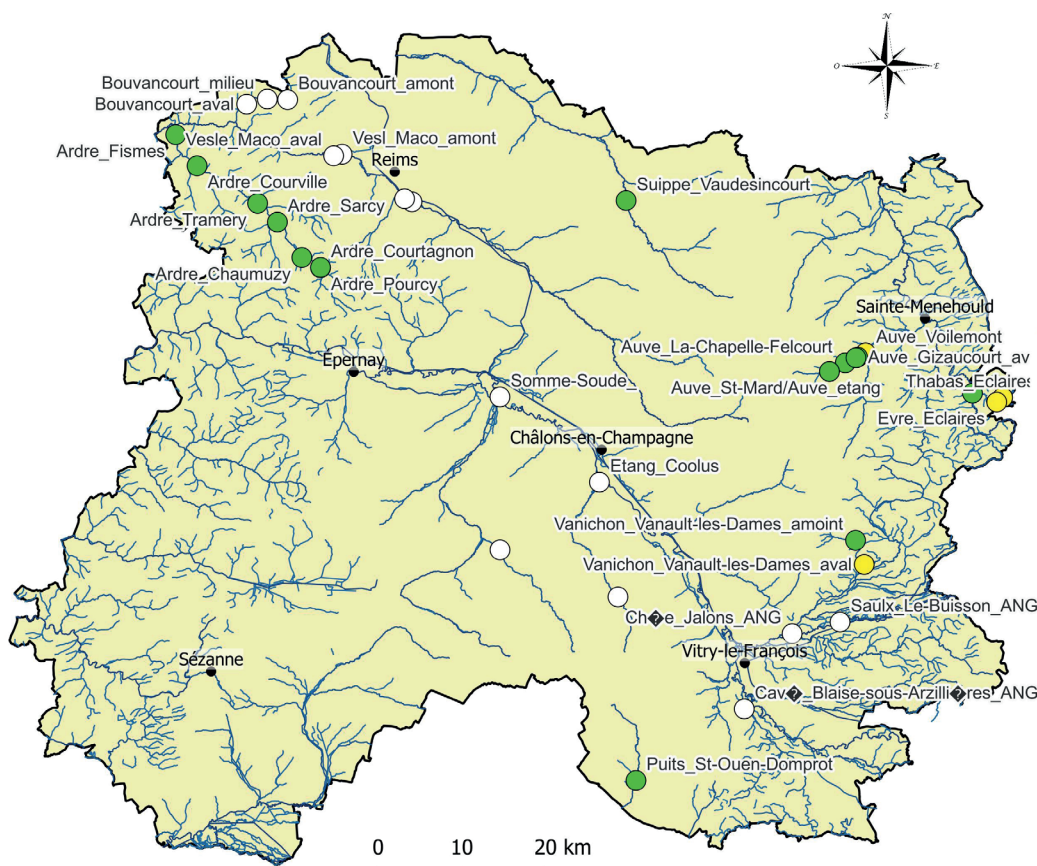 N
O
E
S
Bouvancourt_milieu
Bouvancourt_amont
Bouvancourt_aval
Vesle_Maco_aval
Vesl_Maco_amont
Ardre_Fismes
Reims
Ardre_Courville
Suippe_Vaudesincourt
Ardre_Sarcy
Ardre_Tramery
Ardre_Courtagnon
Ardre_Chaumuzy
Ardre_Pourcy
Sainte-Menehould
Auve_Voilemont
Auve_La-Chapelle-Felcourt
Auve_Gizaucourt_av
Épernay
Somme-Soude_
Auve_St-Mard/Auve_etang
Thabas_Eclaires
Evre_Eclaires
Châlons-en-Champagne
Etang_Coolus
Vanichon_Vanault-les-Dames_amoint
Vanichon_Vanault-les-Dames_aval
Saulx_Le-Buisson_ANG
Ch�e_Jalons_ANG
Vitry-le-François
Sézanne
Cav�_Blaise-sous-Arzilli�res_ANG
Puits_St-Ouen-Domprot
0 10 20 km